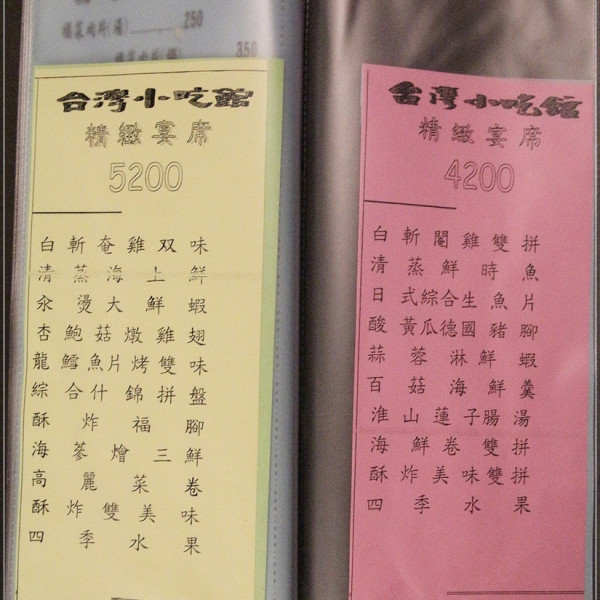 250
350
台灣小吃館
精緻宴席
5200
白斬奄雞双味
清蒸海上鮮
汆燙大鮮蝦
杏鮑菇燉雞翅
龍鱈魚片烤雙味
綜合什錦拼盤
酥炸福腳
海蔘燴三鮮
高麗菜卷
酥炸雙美味
四季水果
台灣小吃館
精緻宴席
4200
白斬閹雞雙拼
清蒸鮮時魚
日式綜合生魚片
酸黃瓜德國豬腳
蒜蓉淋鮮蝦
百菇海鮮羹
淮山蓮子腸湯
海鮮卷雙拼
酥炸美味雙拼
四季水果